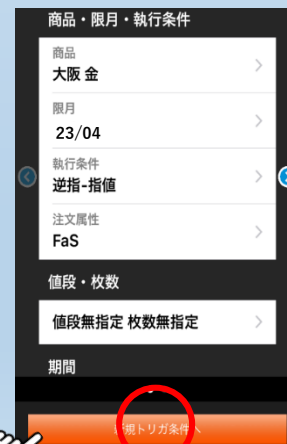 商品・限月・執行条件
商品
大阪 金
限月
23/04
執行条件
逆指-指値
注文属性
FaS
値段・枚数
値段無指定 枚数無指定
期間
新規トリガ条件へ